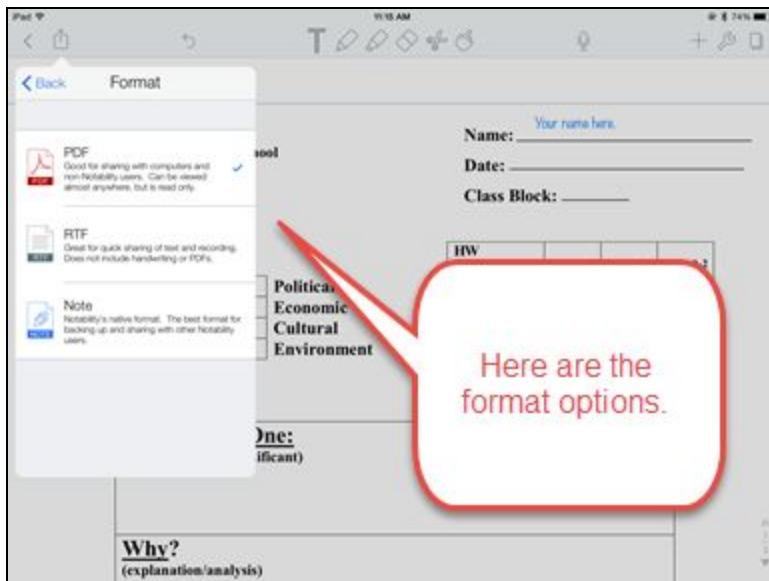 iPad 11:15 AM 74%
Back Format
PDF
Good for sharing with computers and
non-Notability users. Can be viewed
almost anywhere, but is read only.
PDF
RTF
Great for quick sharing of text and recording.
Does not include handwriting or PDFs.
RTF
Note
Notability's native format. The best format for
backing up and sharing with other Notability
users.
NOTE
Name: Your name here.
Date:
Class Block:
HW
Political
Economic
Cultural
Environment
Here are the
format options.
One:
Why?
(explanation/analysis)